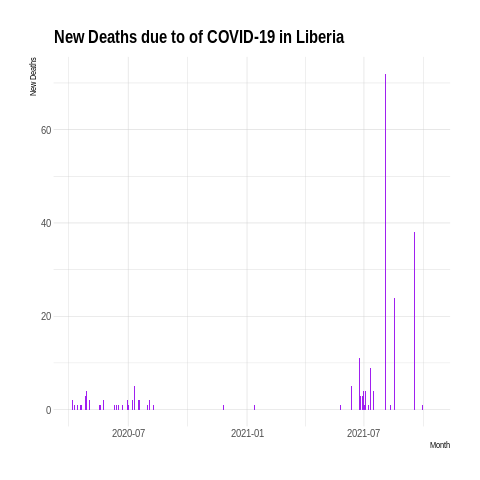 New Deaths due to of COVID-19 in Liberia
New Deaths
60
40
20
0
2020-07
2021-01
2021-07
Month